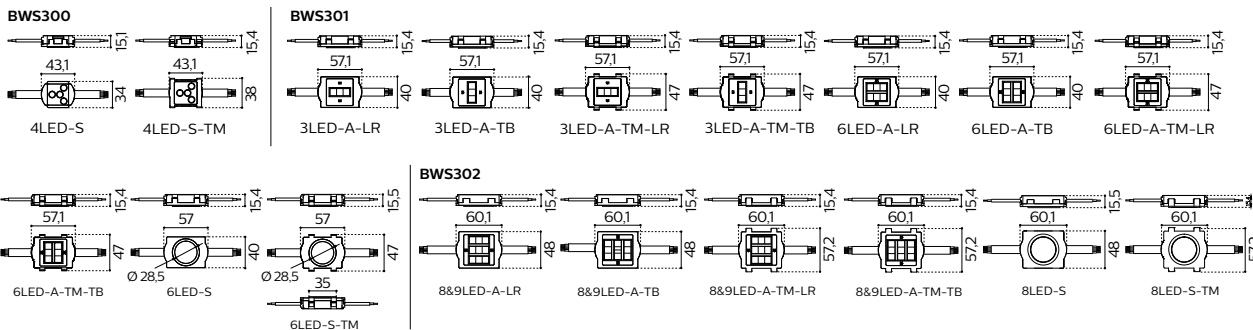 BWS300
15,1
15,4
43,1
43,1
34
38
4LED-S
4LED-S-TM
BWS301
15,4
15,4
15,4
15,4
15,4
15,4
15,4
57,1
57,1
57,1
57,1
57,1
57,1
57,1
40
40
47
47
40
40
47
3LED-A-LR
3LED-A-TB
3LED-A-TM-LR
3LED-A-TM-TB
6LED-A-LR
6LED-A-TB
6LED-A-TM-LR
15,4
15,4
15,5
57,1
57
57
47
40
47
Ø 28,5
Ø 28,5
6LED-A-TM-TB
6LED-S
35
6LED-S-TM
BWS302
15,4
15,4
15,4
15,4
15,5
60,1
60,1
60,1
60,1
60,1
60,1
48
48
57,2
57,2
48
8&9LED-A-LR
8&9LED-A-TB
8&9LED-A-TM-LR
8&9LED-A-TM-TB
8LED-S
8LED-S-TM